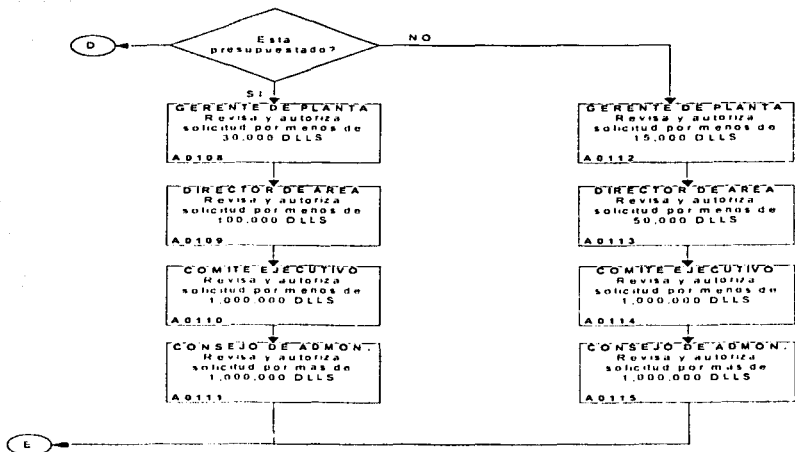 D
Esta
presupuestado?
NO
SI
GERENTE DE PLANTA
Revisa y autoriza
solicitud por menos de
30,000 DLLS
A0108
GERENTE DE PLANTA
Revisa y autoriza
solicitud por menos de
15,000 DLLS
A0112
DIRECTOR DE AREA
Revisa y autoriza
solicitud por menos de
100,000 DLLS
A0109
DIRECTOR DE AREA
Revisa y autoriza
solicitud por menos de
50,000 DLLS
A0113
COMITE EJECUTIVO
Revisa y autoriza
solicitud por menos de
1,000,000 DLLS
A0110
COMITE EJECUTIVO
Revisa y autoriza
solicitud por menos de
1,000,000 DLLS
A0114
CONSEJO DE ADMON.
Revisa y autoriza
solicitud por mas de
1,000,000 DLLS
A0111
CONSEJO DE ADMON.
Revisa y autoriza
solicitud por mas de
1,000,000 DLLS
A0115
E